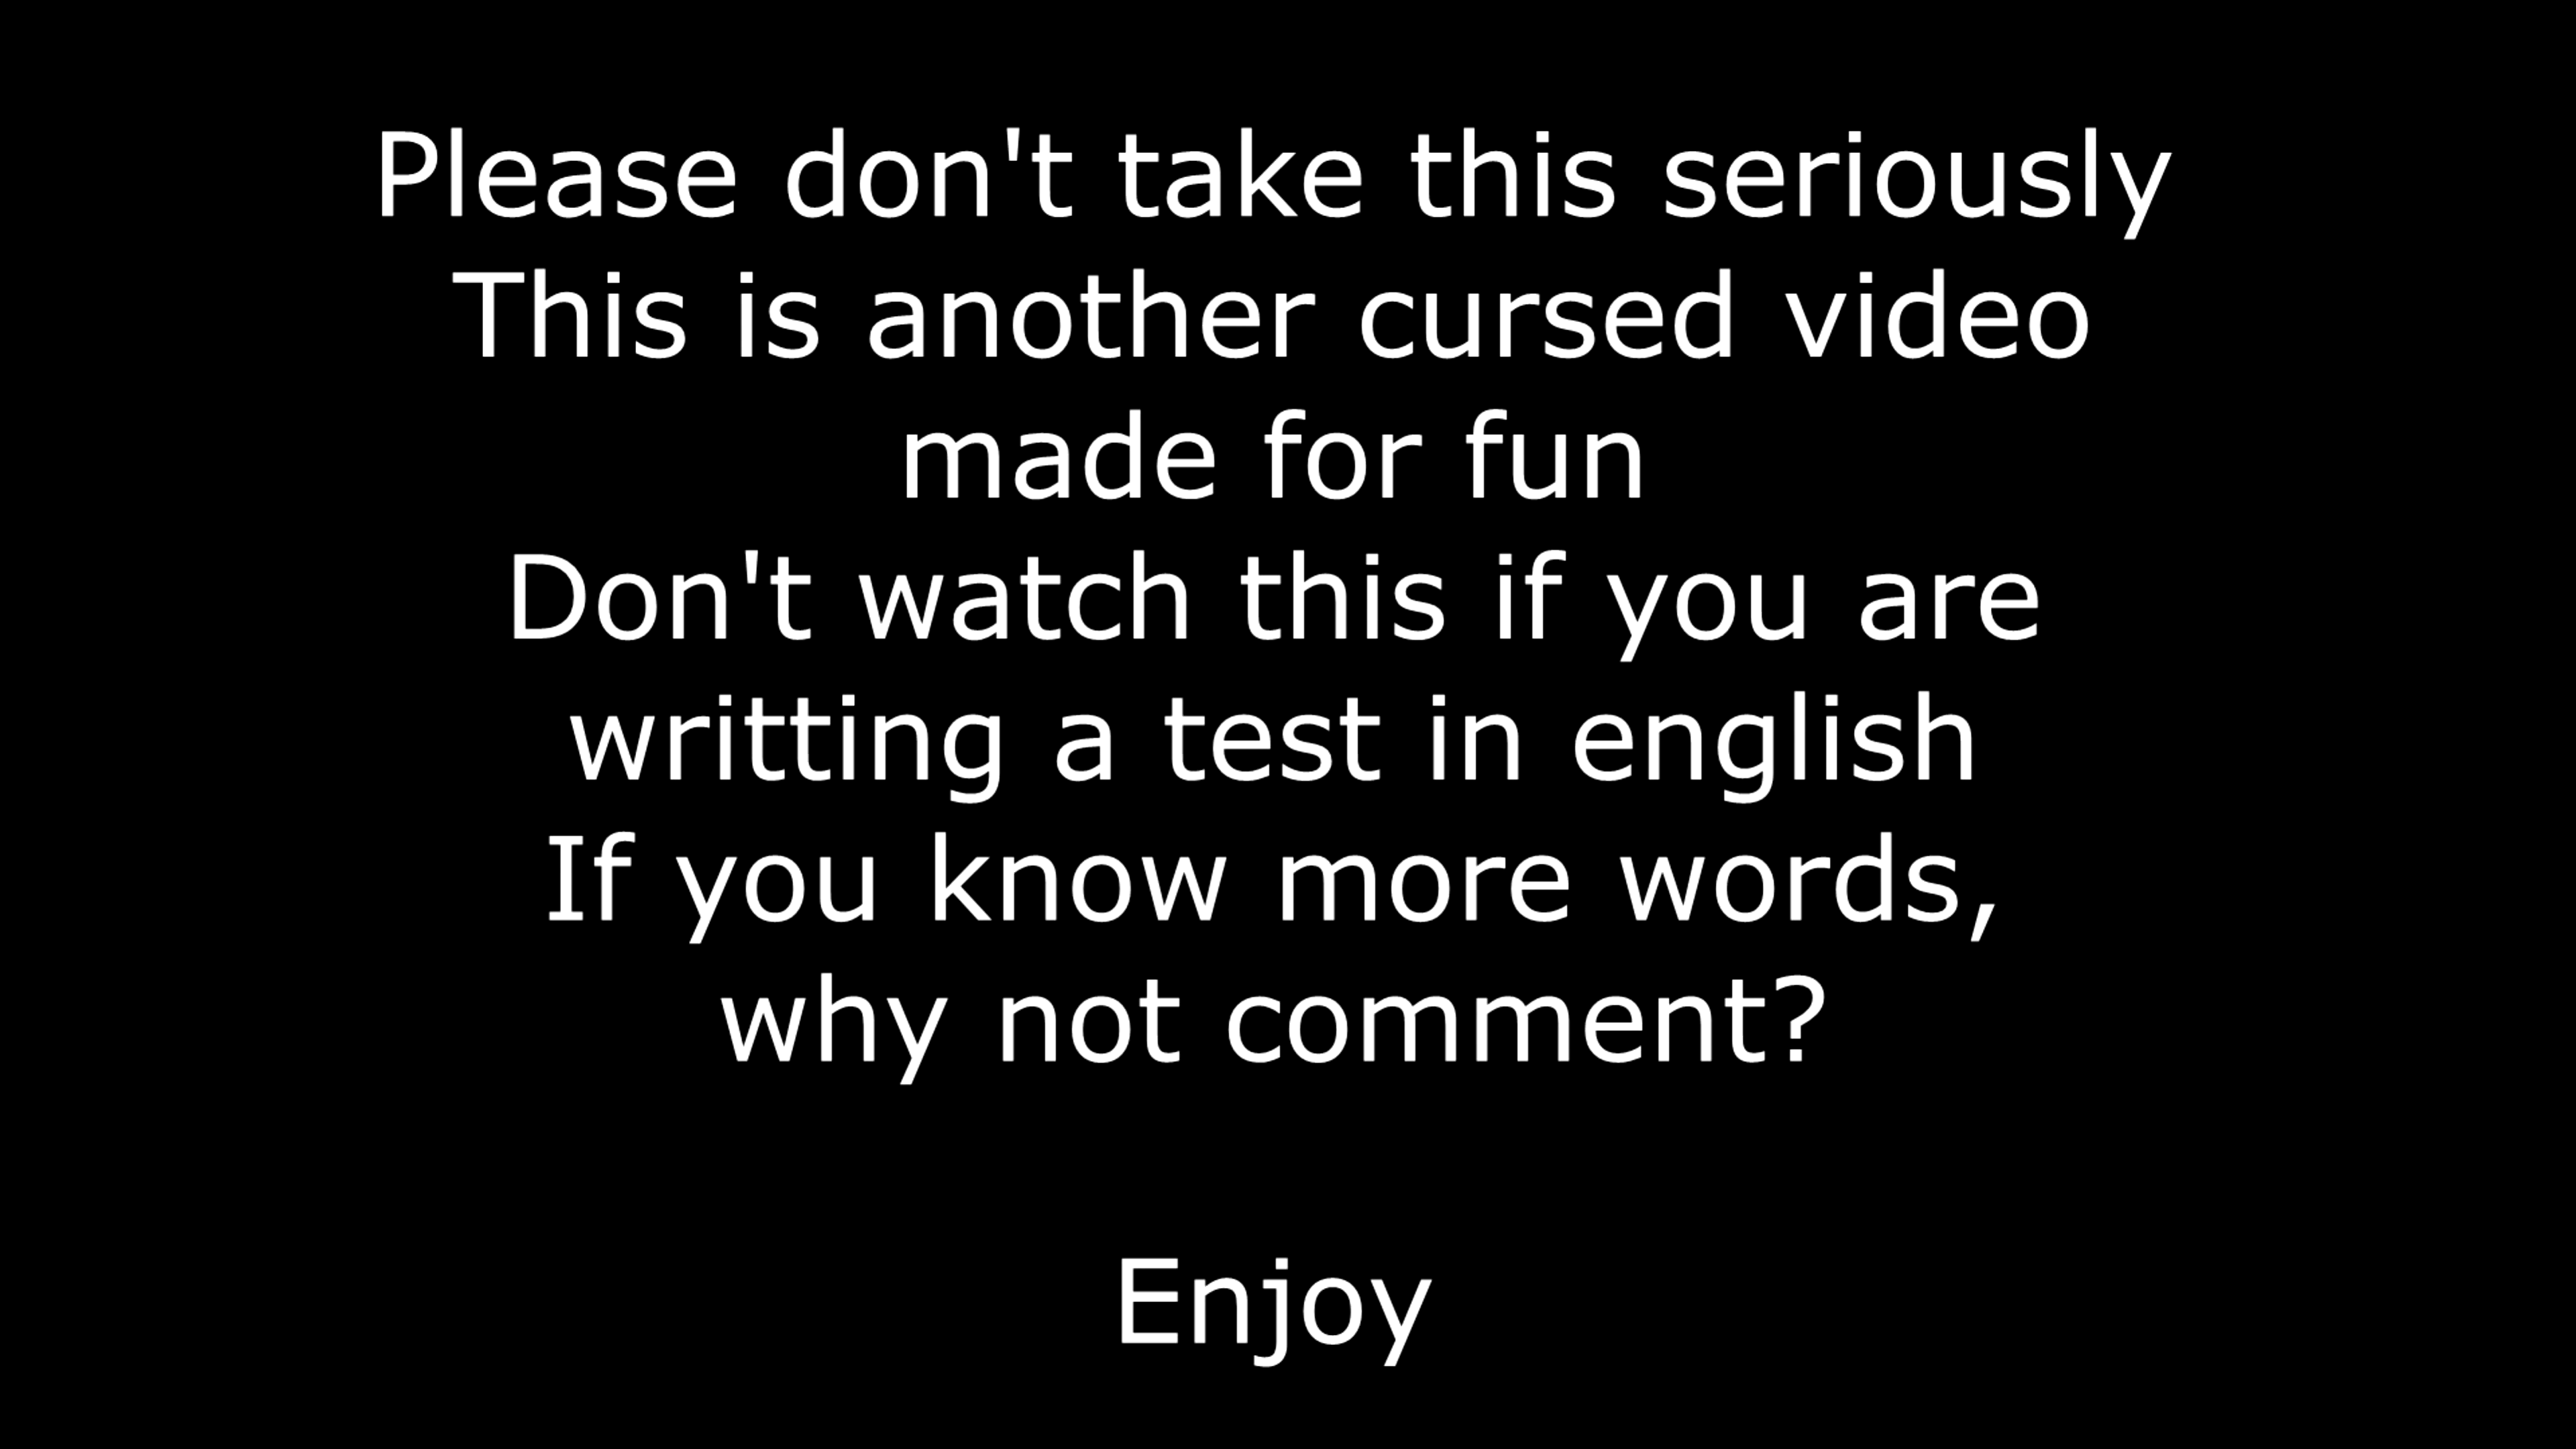 Please don't take this seriously
This is another cursed video
made for fun
Don't watch this if you are
writting a test in english
If you know more words,
why not comment?
Enjoy